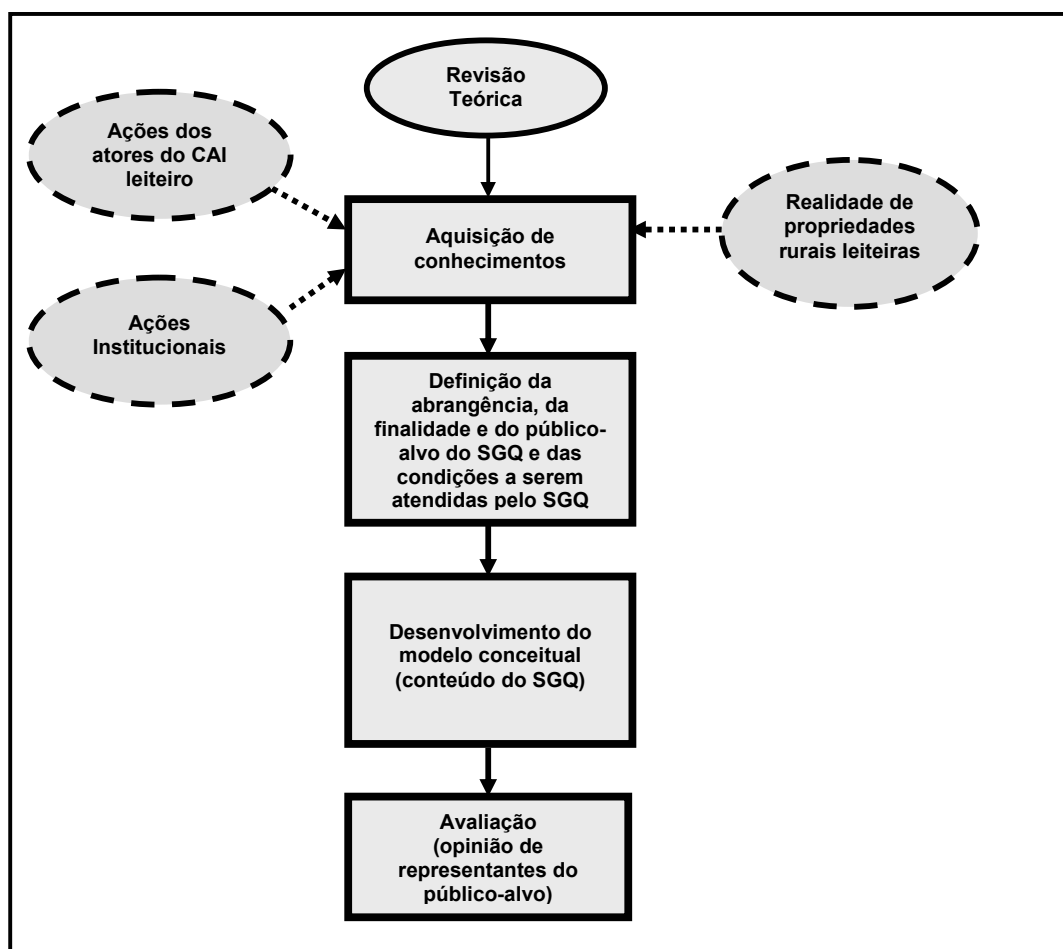 Revisão
Teórica
Ações dos
atores do CAI
leiteiro
Realidade de
propriedades
rurais leiteiras
Aquisição de
conhecimentos
Ações
Institucionais
Definição da
abrangência, da
finalidade e do público-
alvo do SGQ e das
condições a serem
atendidas pelo SGQ
Desenvolvimento do
modelo conceitual
(conteúdo do SGQ)
Avaliação
(opinião de
representantes do
público-alvo)